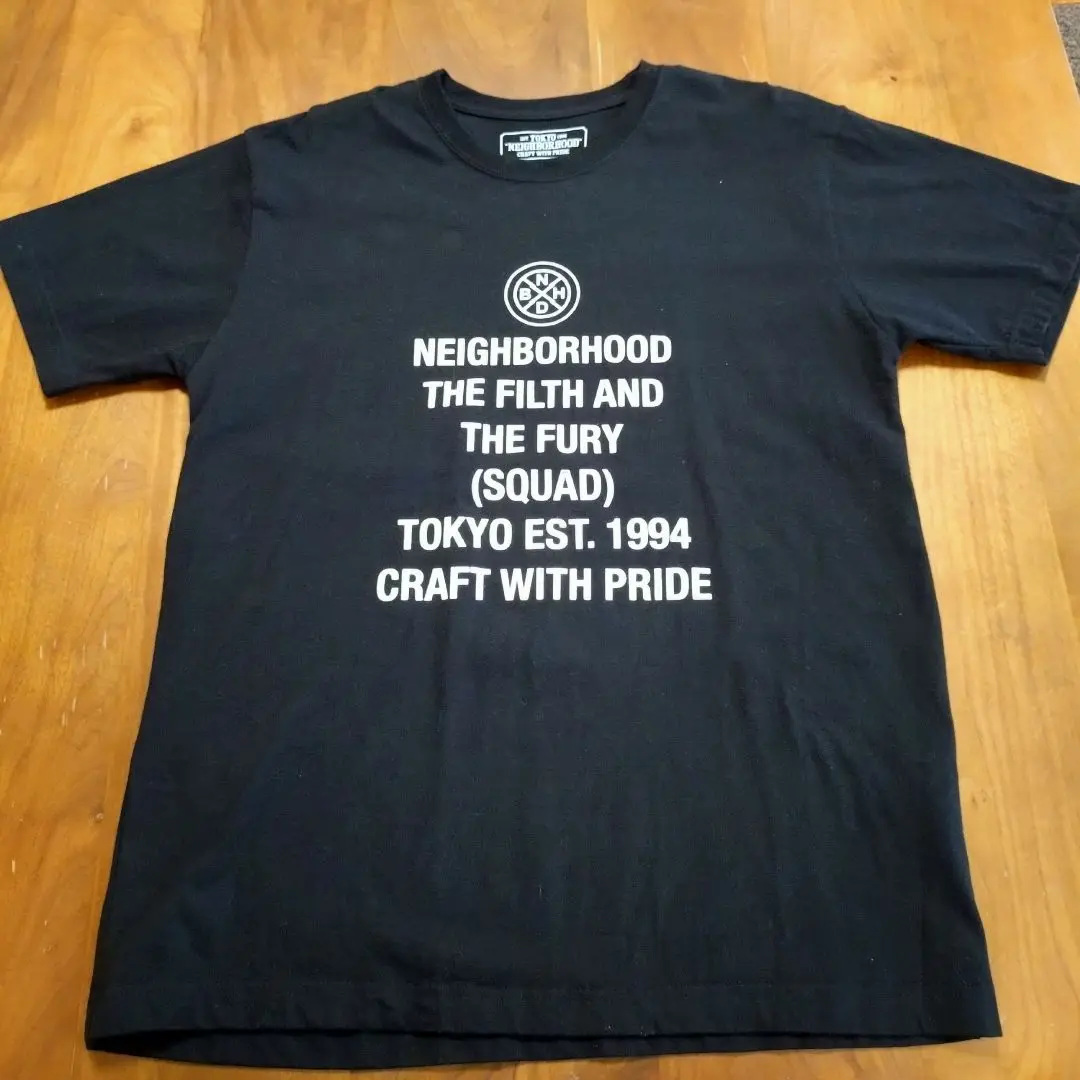 TOKYO
"NEIGHBORHOOD"
CRAFT WITH PRIDE
N
B H
D
NEIGHBORHOOD
THE FILTH AND
THE FURY
(SQUAD)
TOKYO EST. 1994
CRAFT WITH PRIDE